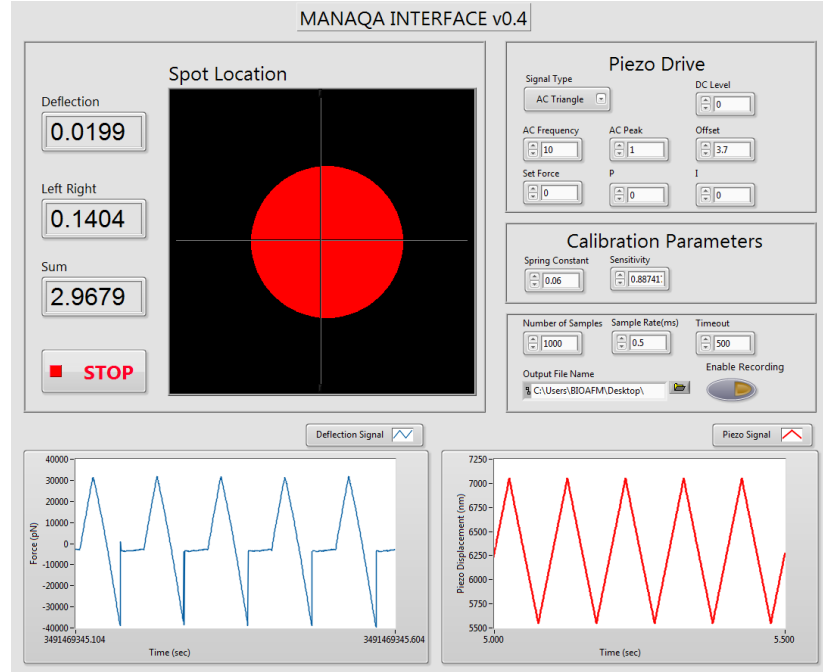 MANAQA INTERFACE v0.4
Spot Location
Deflection
0.0199
Left Right
0.1404
Sum
2.9679
STOP
Piezo Drive
Signal Type
DC Level
AC Triangle
0
AC Frequency
AC Peak
Offset
10
1
3.7
Set Force
P
I
0
0
0
Calibration Parameters
Spring Constant
Sensitivity
0.06
0.88741
Number of Samples
Sample Rate(ms)
Timeout
1000
0.5
500
Output File Name
Enable Recording
C:\Users\BIOAFM\Desktop\
Deflection Signal
Force (pN)
40000
30000
20000
10000
0
-10000
-20000
-30000
-40000
3491469345.104
3491469345.604
Time (sec)
Piezo Signal
Piezo Displacement (nm)
7250
7000
6750
6500
6250
6000
5750
5500
5.000
5.500
Time (sec)